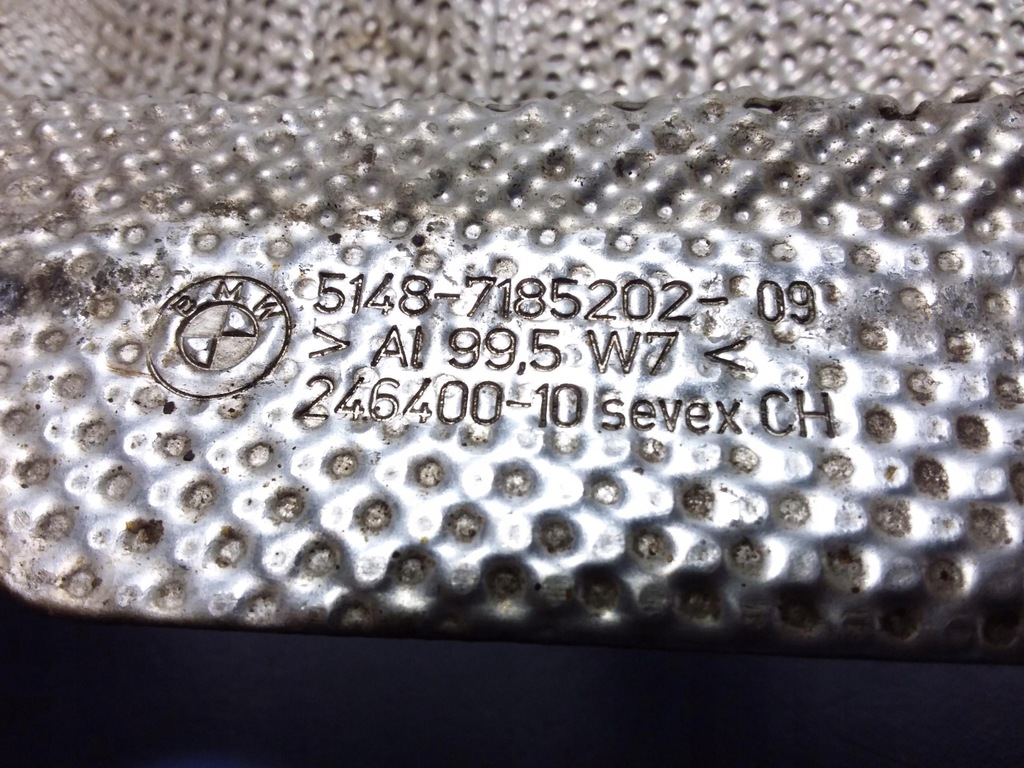 BMW
5148-7185202-09
> Al 99,5 W7 <
246400-10 sevex CH